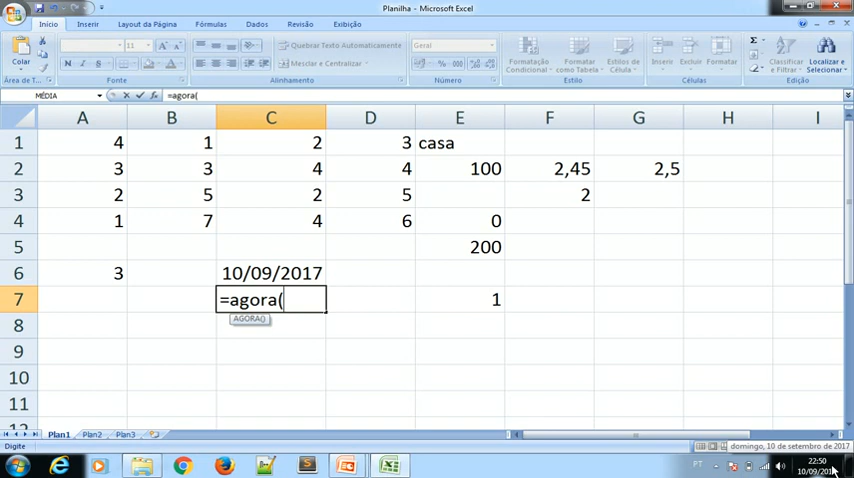 Planilha - Microsoft Excel
Início Inserir Layout da Página Fórmulas Dados Revisão Exibição
Colar
Área de T...
11
N
Fonte
Quebrar Texto Automaticamente
Mesclar e Centralizar
Alinhamento
Geral
Número
Formatação Condicional
Formatar como Tabela
Estilos de Célula
Estilo
Inserir Excluir Formatar
Células
Classificar e Filtrar
Localizar e Selecionar
Edição
MÉDIA =agora(
A B C D E F G H I
1 4 1 2 3 casa
2 3 3 4 4 100 2,45 2,5
3 2 5 2 5 2
4 1 7 4 6 0
5 200
6 3 10/09/2017
7 =agora( 1
AGORA()
8
9
10
11
12
Plan1 Plan2 Plan3
Digite
domingo, 10 de setembro de 2017
PT
22:50